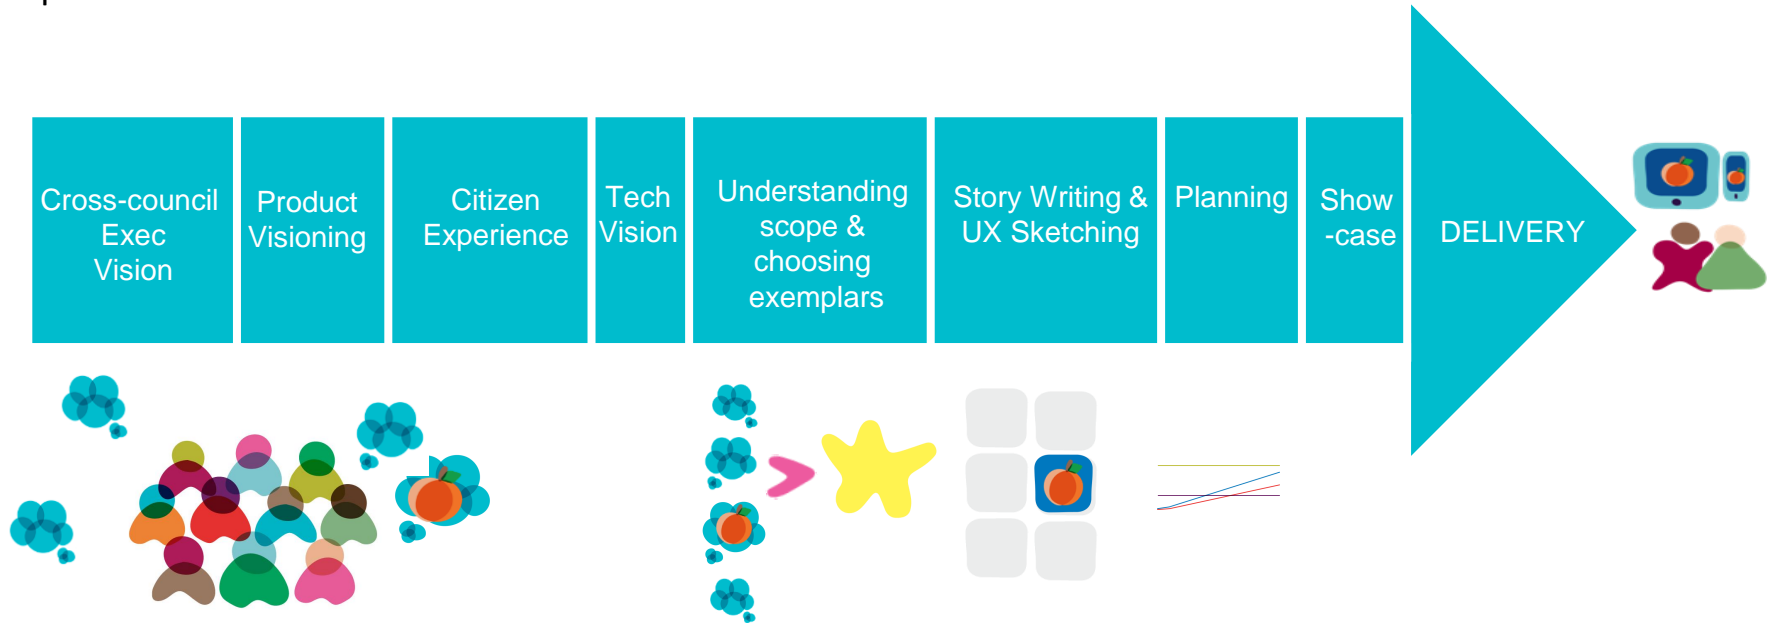 Cross-council
Exec
Vision
Product
Visioning
Citizen
Experience
Tech
Vision
Understanding
scope &
choosing
exemplars
Story Writing &
UX Sketching
Planning
Show
-case
DELIVERY